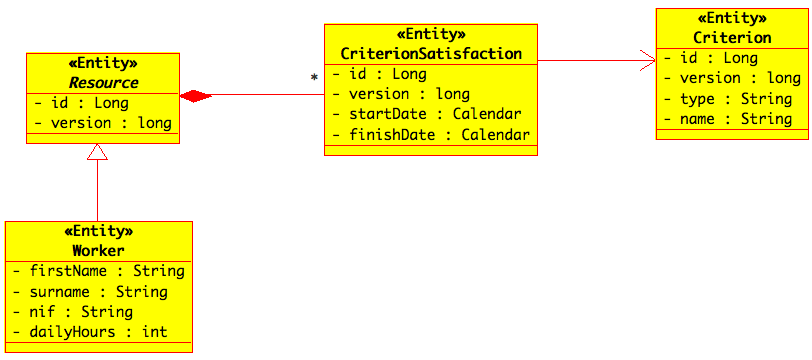 «Entity»
Resource
- id : Long
- version : long
*
«Entity»
CriterionSatisfaction
- id : Long
- version : long
- startDate : Calendar
- finishDate : Calendar
«Entity»
Criterion
- id : Long
- version : long
- type : String
- name : String
«Entity»
Worker
- firstName : String
- surname : String
- nif : String
- dailyHours : int